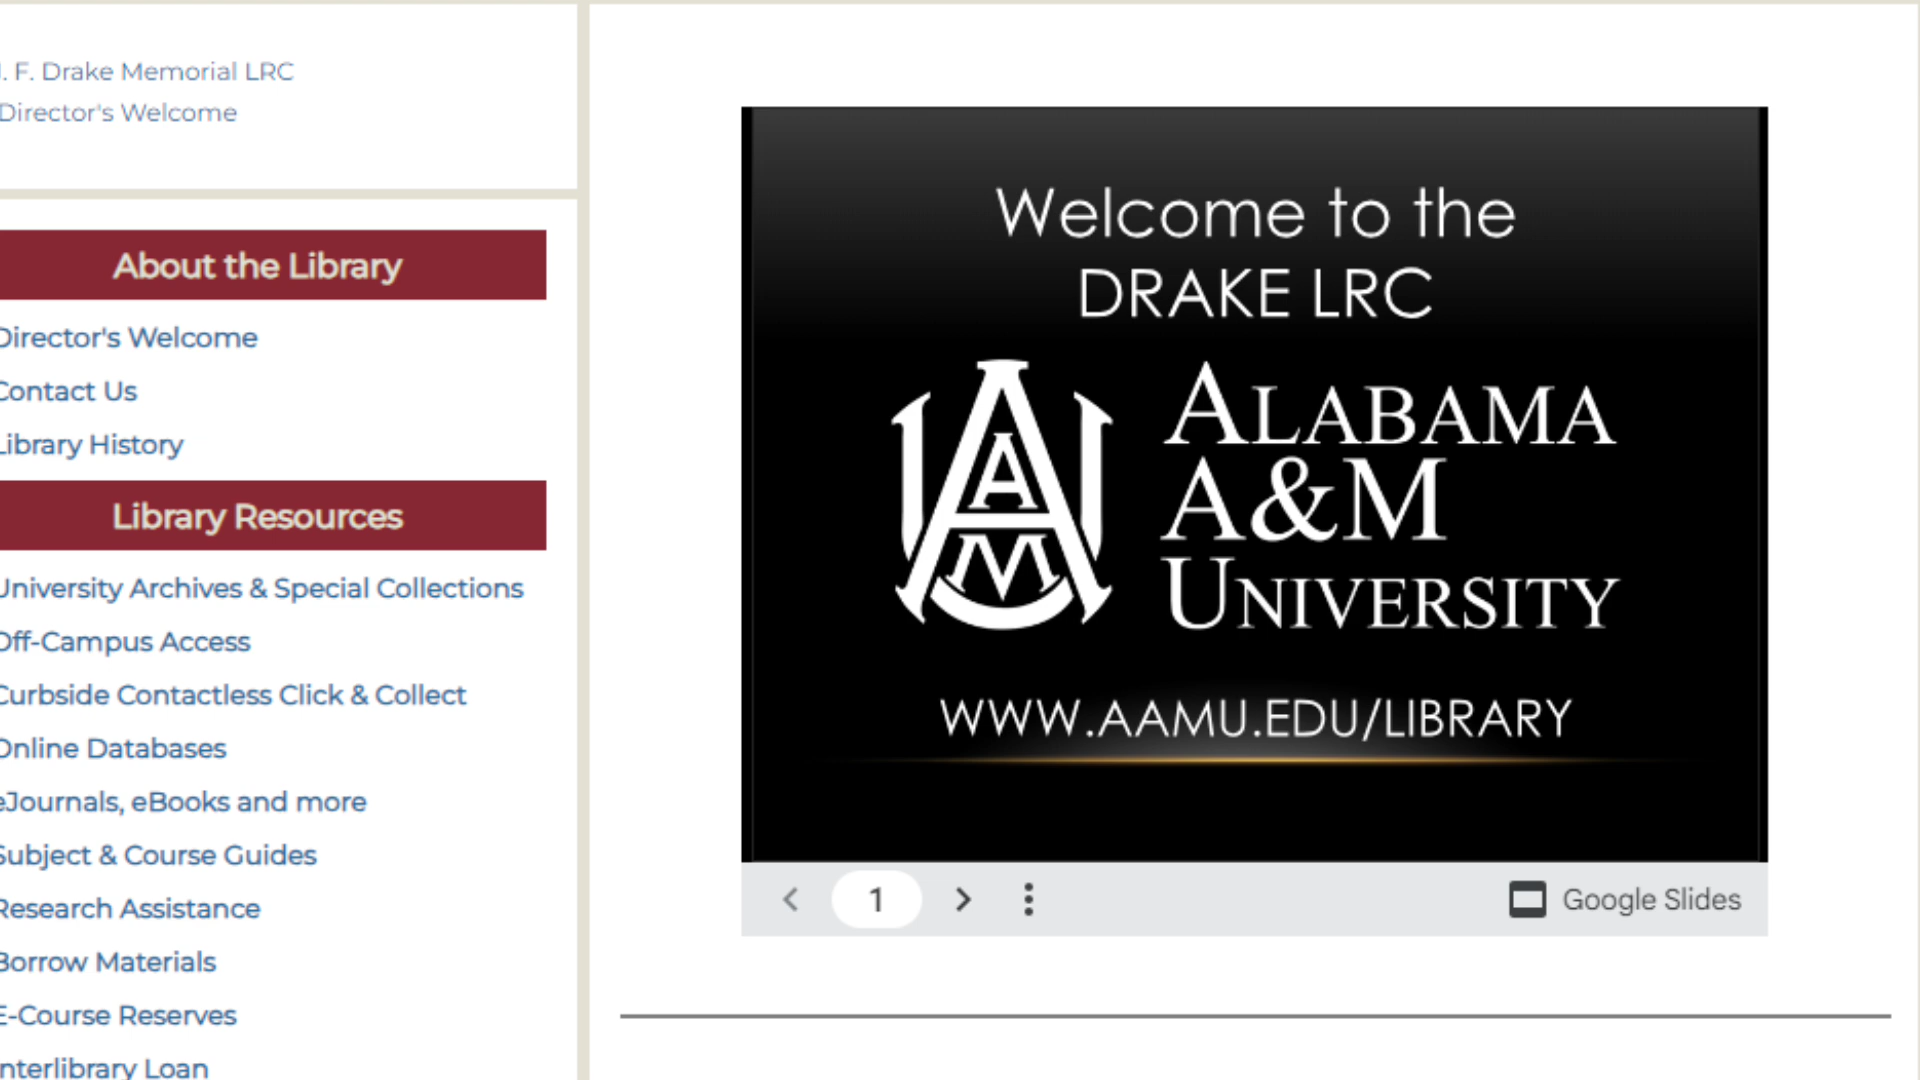 . F. Drake Memorial LRC
Director's Welcome
About the Library
Director's Welcome
Contact Us
Library History
Library Resources
University Archives & Special Collections
Off-Campus Access
Curbside Contactless Click & Collect
Online Databases
eJournals, eBooks and more
Subject & Course Guides
Research Assistance
Borrow Materials
E-Course Reserves
Interlibrary Loan
Welcome to the
DRAKE LRC
AAM
ALABAMA
A&M
UNIVERSITY
WWW.AAMU.EDU/LIBRARY
1
Google Slides